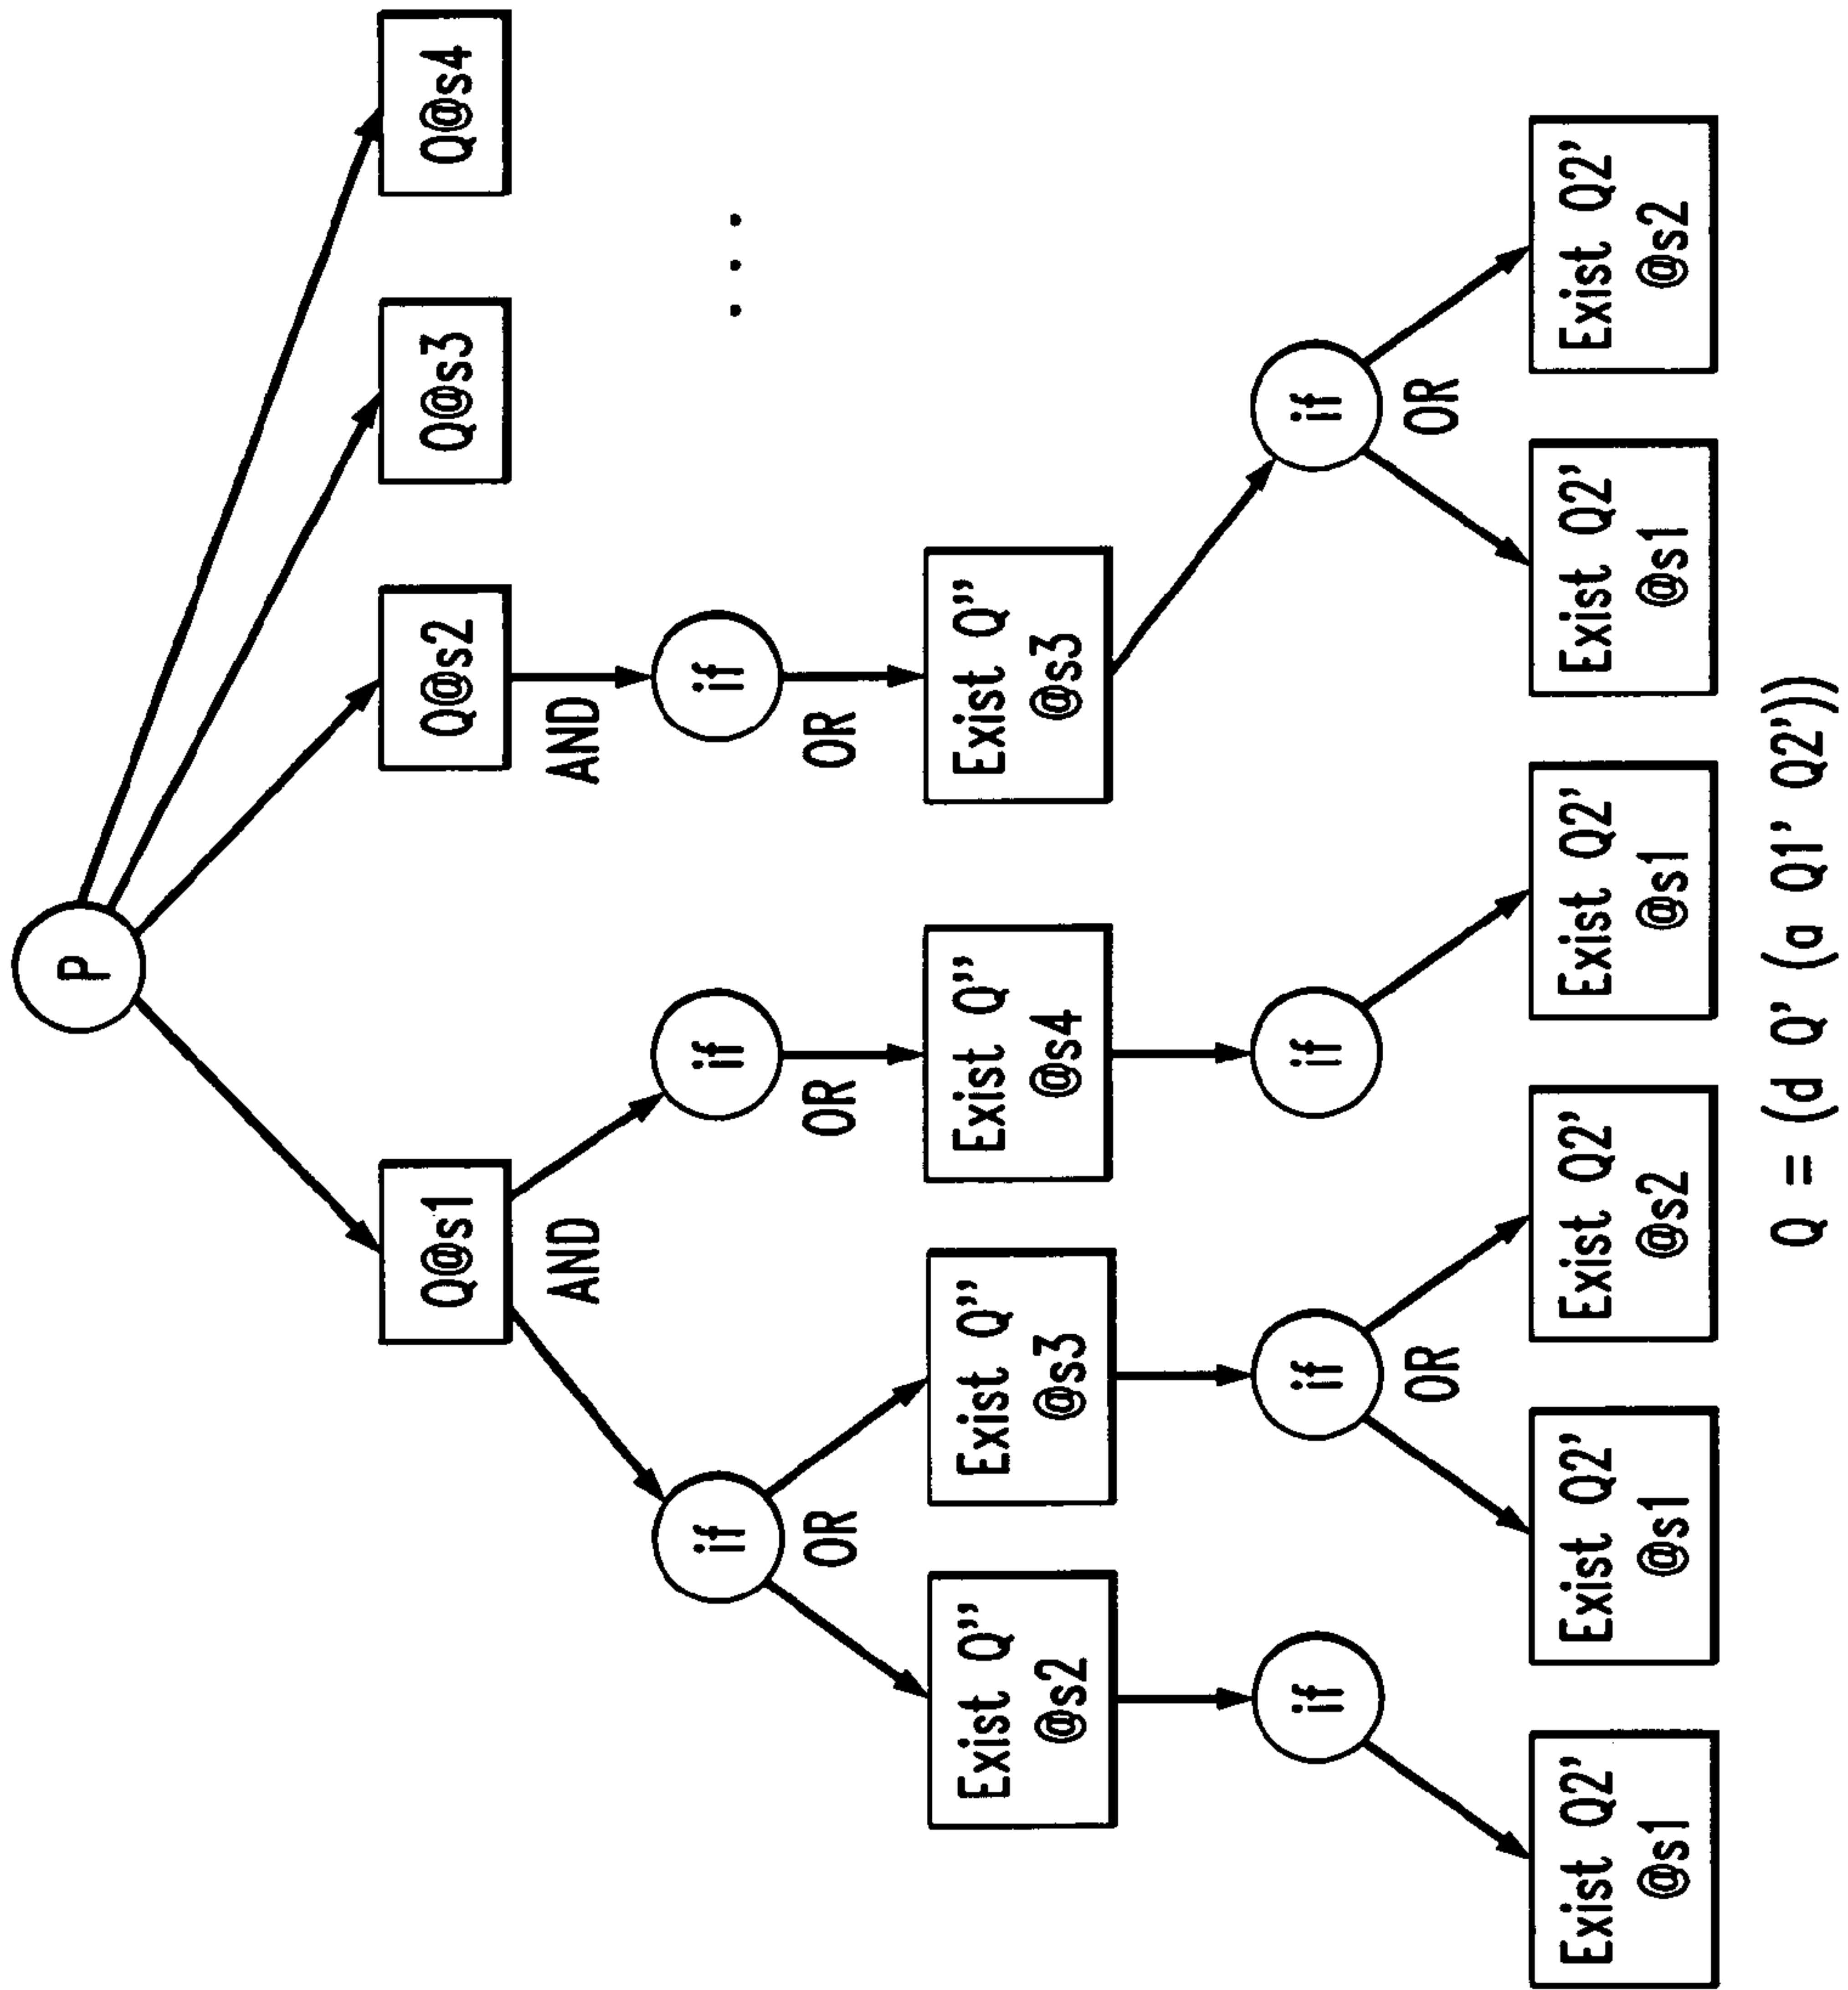 P
Q@s1
Q@s2
Q@s3
Q@s4
AND
AND
if
if
if
. . .
OR
OR
OR
Exist Q”
@s2
Exist Q”
@s3
Exist Q”
@s4
Exist Q”
@s3
if
if
if
if
OR
OR
Exist Q2’
@s1
Exist Q2’
@s1
Exist Q2’
@s2
Exist Q2’
@s1
Exist Q2’
@s1
Exist Q2’
@s2
Q = (d Q’ (a Q1’ Q2’)))